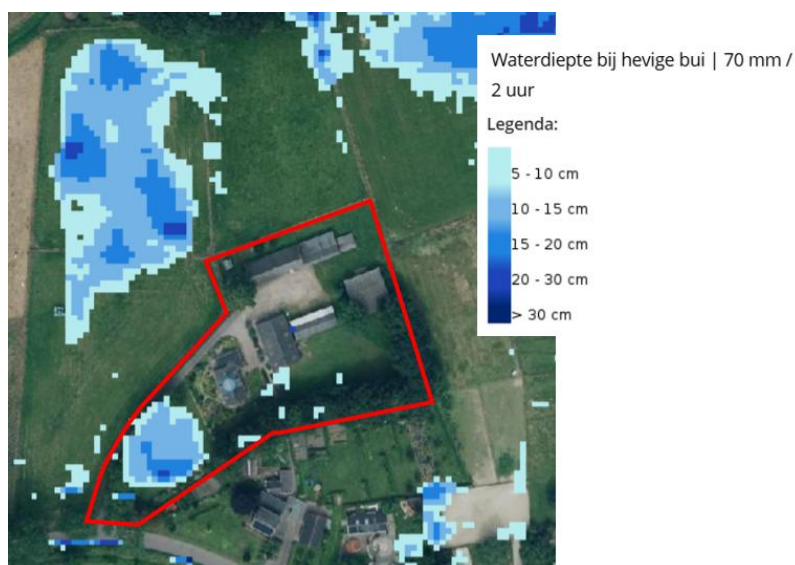 Waterdiepte bij hevige bui | 70 mm /
2 uur
Legenda:
5 - 10 cm
10 - 15 cm
15 - 20 cm
20 - 30 cm
> 30 cm